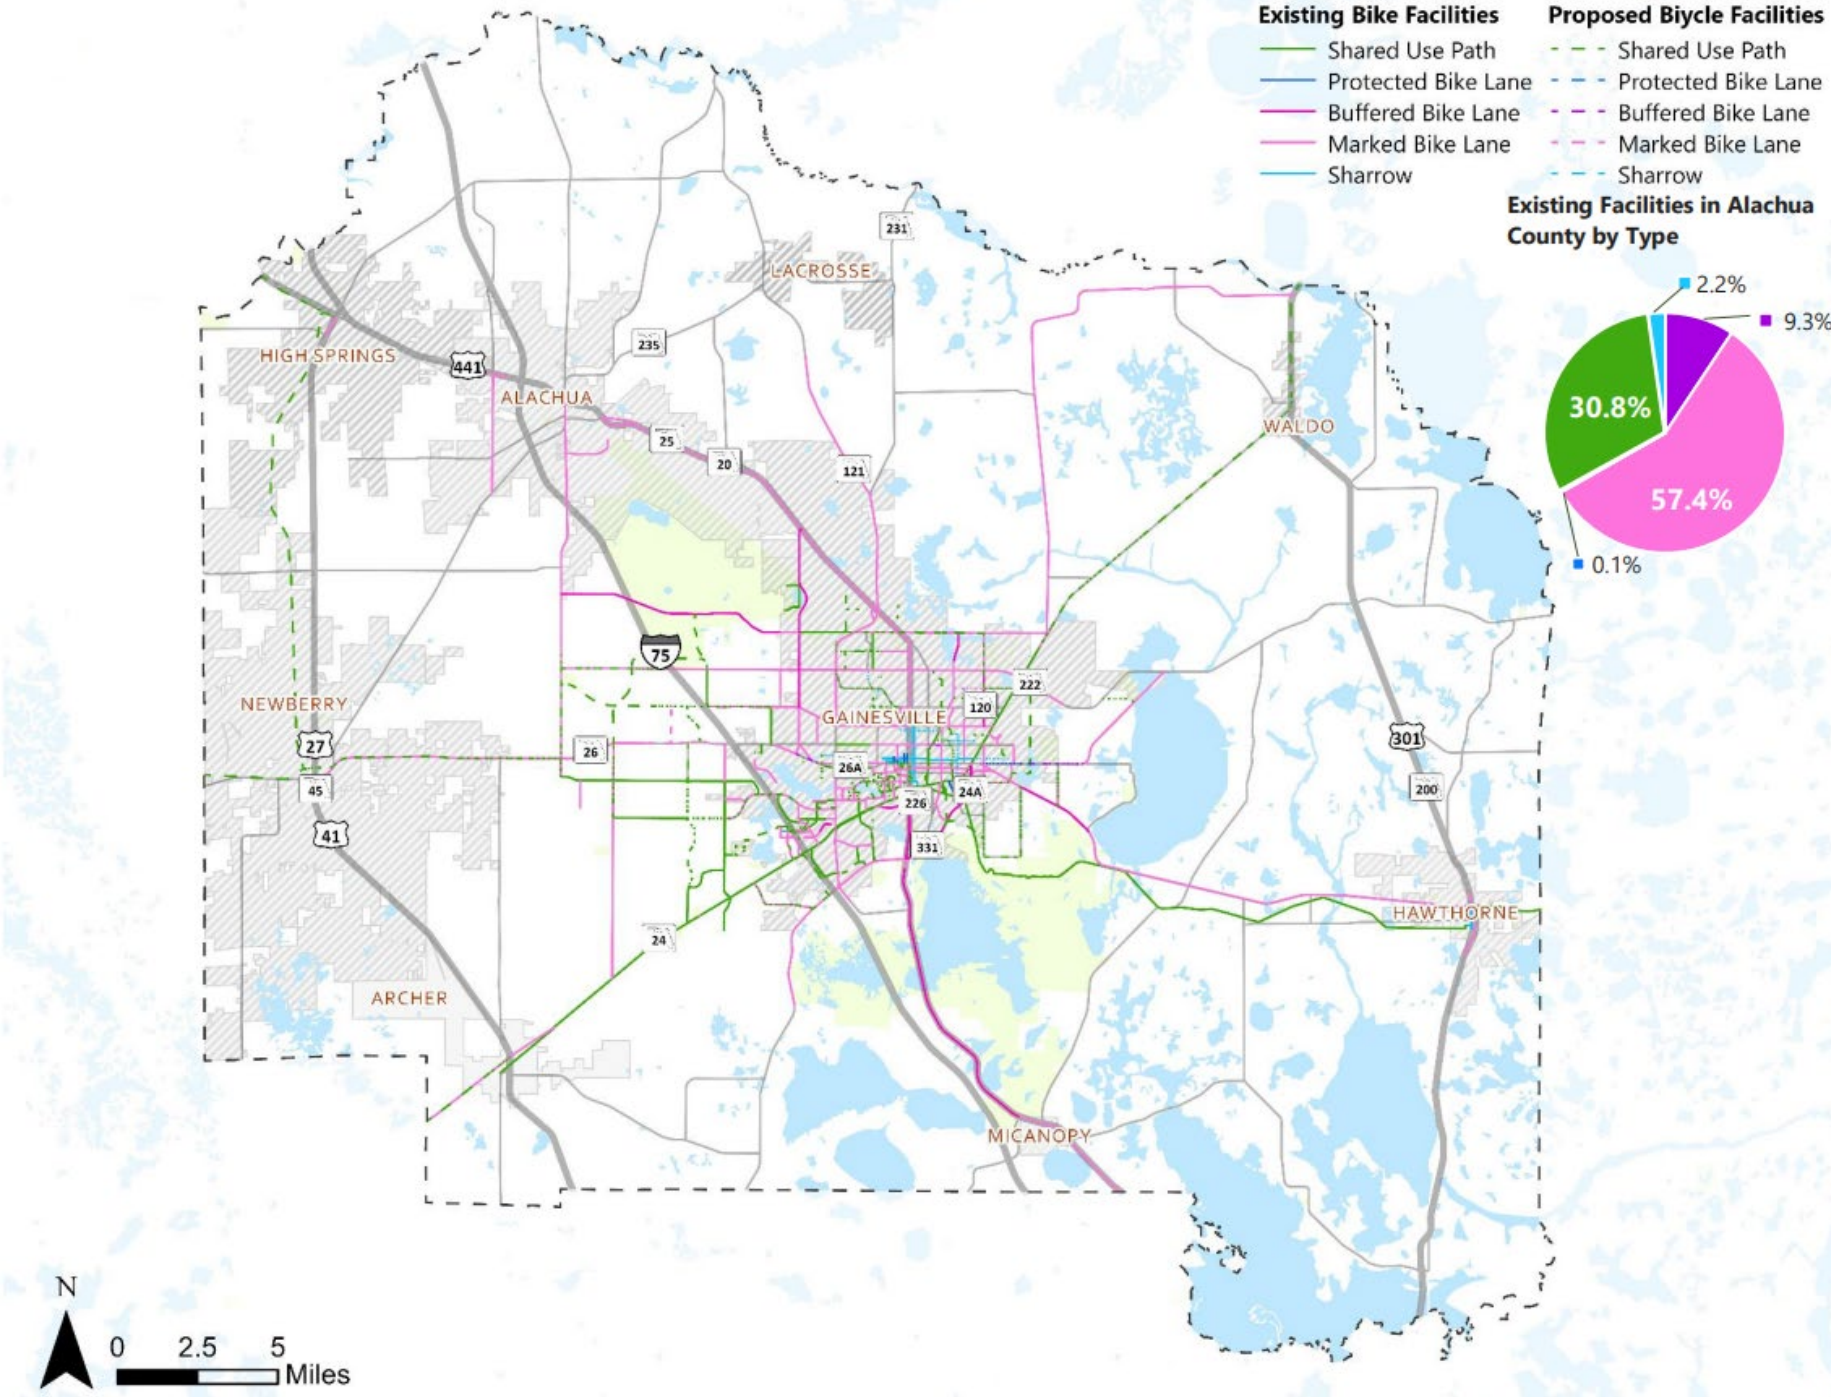 Existing Bike Facilities
Shared Use Path
Protected Bike Lane
Buffered Bike Lane
Marked Bike Lane
Sharrow
Proposed Biycle Facilities
Shared Use Path
Protected Bike Lane
Buffered Bike Lane
Marked Bike Lane
Sharrow
Existing Facilities in Alachua
County by Type
2.2%
9.3%
30.8%
57.4%
0.1%
231
LACROSSE
235
HIGH SPRINGS
441
ALACHUA
25
20
121
WALDO
75
222
NEWBERRY
120
GAINESVILLE
27
26
301
26A
45
24A
200
226
41
331
HAWTHORNE
24
ARCHER
MICANOPY
N
0 2.5 5
Miles